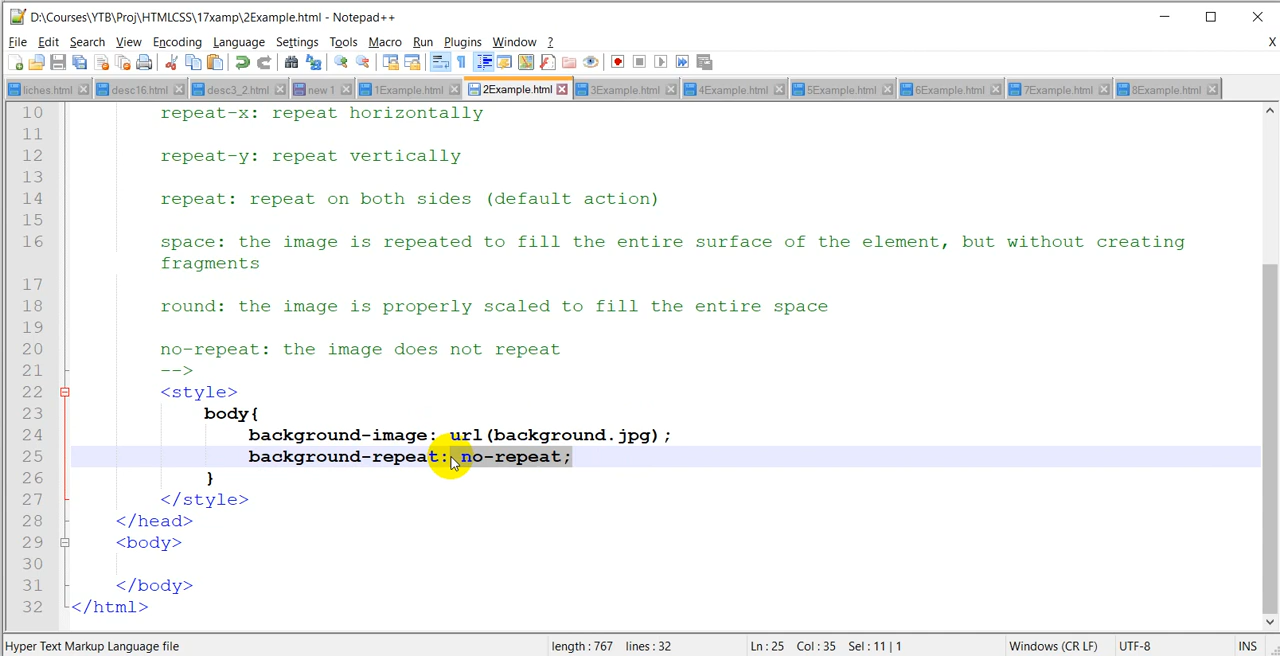 D:\Courses\YTB\Proj\HTMLCSS\17xamp\2Example.html - Notepad++
File Edit Search View Encoding Language Settings Tools Macro Run Plugins Window ? X
liches.html desc16.html desc3_2.html new 1 1Example.html 2Example.html 3Example.html 4Example.html 5Example.html 6Example.html 7Example.html 8Example.html
10 repeat-x: repeat horizontally
11
12 repeat-y: repeat vertically
13
14 repeat: repeat on both sides (default action)
15
16 space: the image is repeated to fill the entire surface of the element, but without creating
fragments
17
18 round: the image is properly scaled to fill the entire space
19
20 no-repeat: the image does not repeat
21 -->
22 <style>
23 body{
24 background-image: url(background.jpg);
25 background-repeat: no-repeat;
26 }
27 </style>
28 </head>
29 <body>
30
31 </body>
32 </html>
Hyper Text Markup Language file length : 767 lines : 32 Ln : 25 Col : 35 Sel : 11 | 1 Windows (CR LF) UTF-8 INS